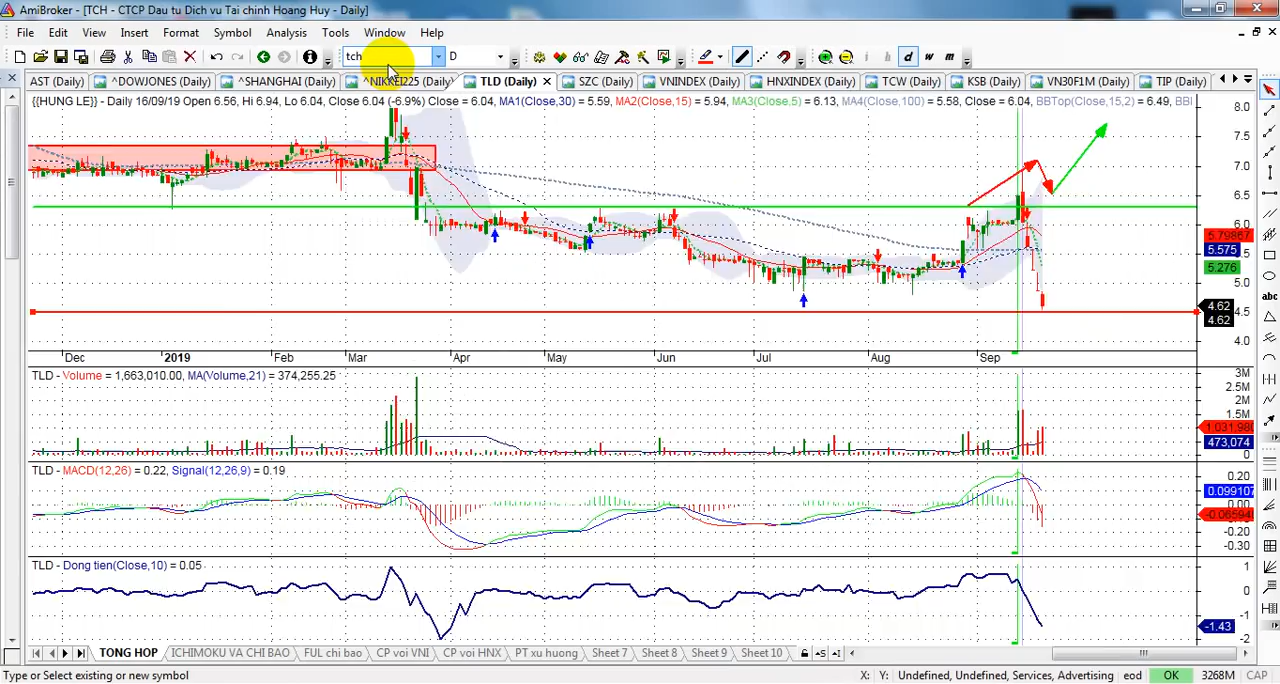 AmiBroker - [TCH - CTCP Dau tu Dich vu Tai chinh Hoang Huy - Daily]
File Edit View Insert Format Symbol Analysis Tools Window Help
tch D i h d w m
AST (Daily) ^DOWJONES (Daily) ^SHANGHAI (Daily) ^NIKKEI225 (Daily) TLD (Daily) SZC (Daily) VNINDEX (Daily) HNXINDEX (Daily) TCW (Daily) KSB (Daily) VN30F1M (Daily) TIP (Daily)
{{HUNG LE}} - Daily 16/09/19 Open 6.56, Hi 6.94, Lo 6.04, Close 6.04 (-6.9%) Close = 6.04, MA1(Close,30) = 5.59, MA2(Close,15) = 5.94, MA3(Close,5) = 6.13, MA4(Close,100) = 5.58, Close = 6.04, BBTop(Close,15,2) = 6.49, BBI
8.0
7.5
7.0
6.5
6.0
5.79867
5.575
5.5
5.276
5.0
4.62
4.5
4.62
4.0
Dec 2019 Feb Mar Apr May Jun Jul Aug Sep
TLD - Volume = 1,663,010.00, MA(Volume,21) = 374,255.25
3M
2.5M
2M
1.5M
1,031,980
473,074
TLD - MACD(12,26) = 0.22, Signal(12,26,9) = 0.19
0.20
0.099107
0.00
-0.06594
-0.20
-0.30
TLD - Dong tien(Close,10) = 0.05
1
0
-1
-1.43
-2
TONG HOP ICHIMOKU VA CHI BAO FUL chi bao CP voi VNI CP voi HNX PT xu huong Sheet 7 Sheet 8 Sheet 9 Sheet 10
Type or Select existing or new symbol X: Y: Undefined, Undefined, Services, Advertising eod OK 3268M CAP
abc